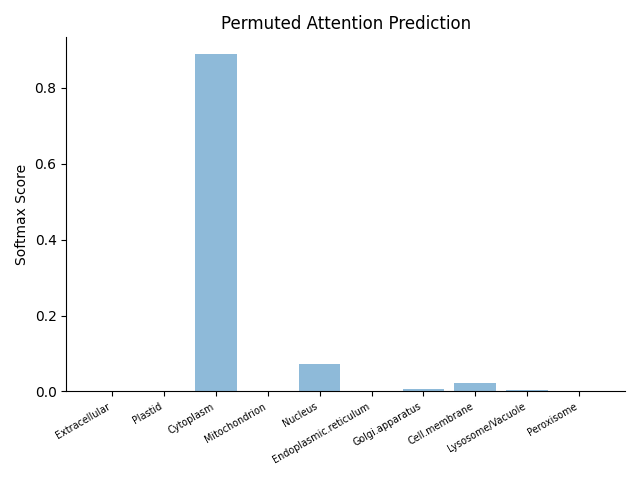 Permuted Attention Prediction
Softmax Score
0.8
0.6
0.4
0.2
0.0
Extracellular
Plastid
Cytoplasm
Mitochondrion
Nucleus
Endoplasmic.reticulum
Golgi.apparatus
Cell.membrane
Lysosome/Vacuole
Peroxisome